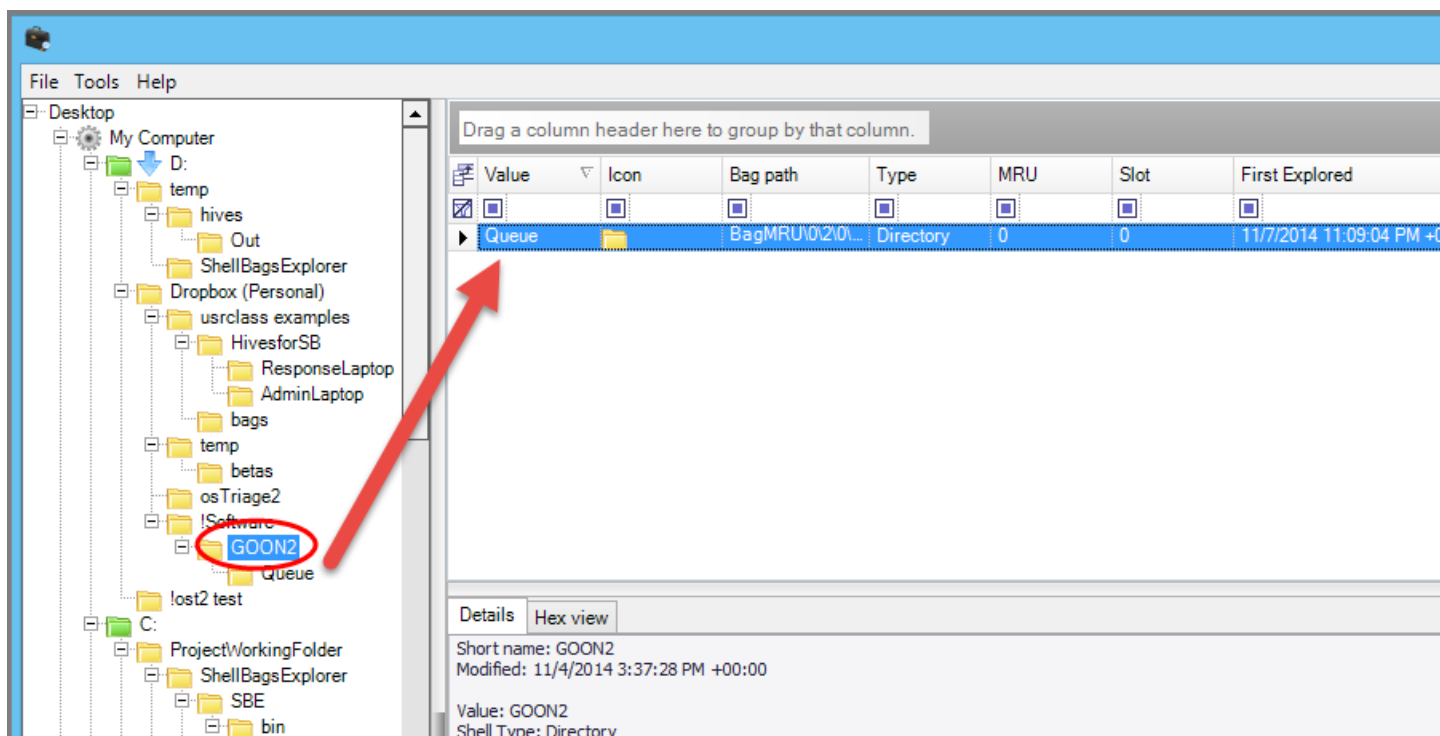 File Tools Help
Desktop
My Computer
D:
temp
hives
Out
ShellBagsExplorer
Dropbox (Personal)
usrclass examples
HivesforSB
ResponseLaptop
AdminLaptop
bags
temp
betas
osTriage2
!Software
GOON2
Queue
!ost2 test
C:
ProjectWorkingFolder
ShellBagsExplorer
SBE
bin
Drag a column header here to group by that column.
Value Icon Bag path Type MRU Slot First Explored
Queue BagMRU\0\2\0\... Directory 0 0 11/7/2014 11:09:04 PM +0
Details Hex view
Short name: GOON2
Modified: 11/4/2014 3:37:28 PM +00:00
Value: GOON2
Shell Type: Directory